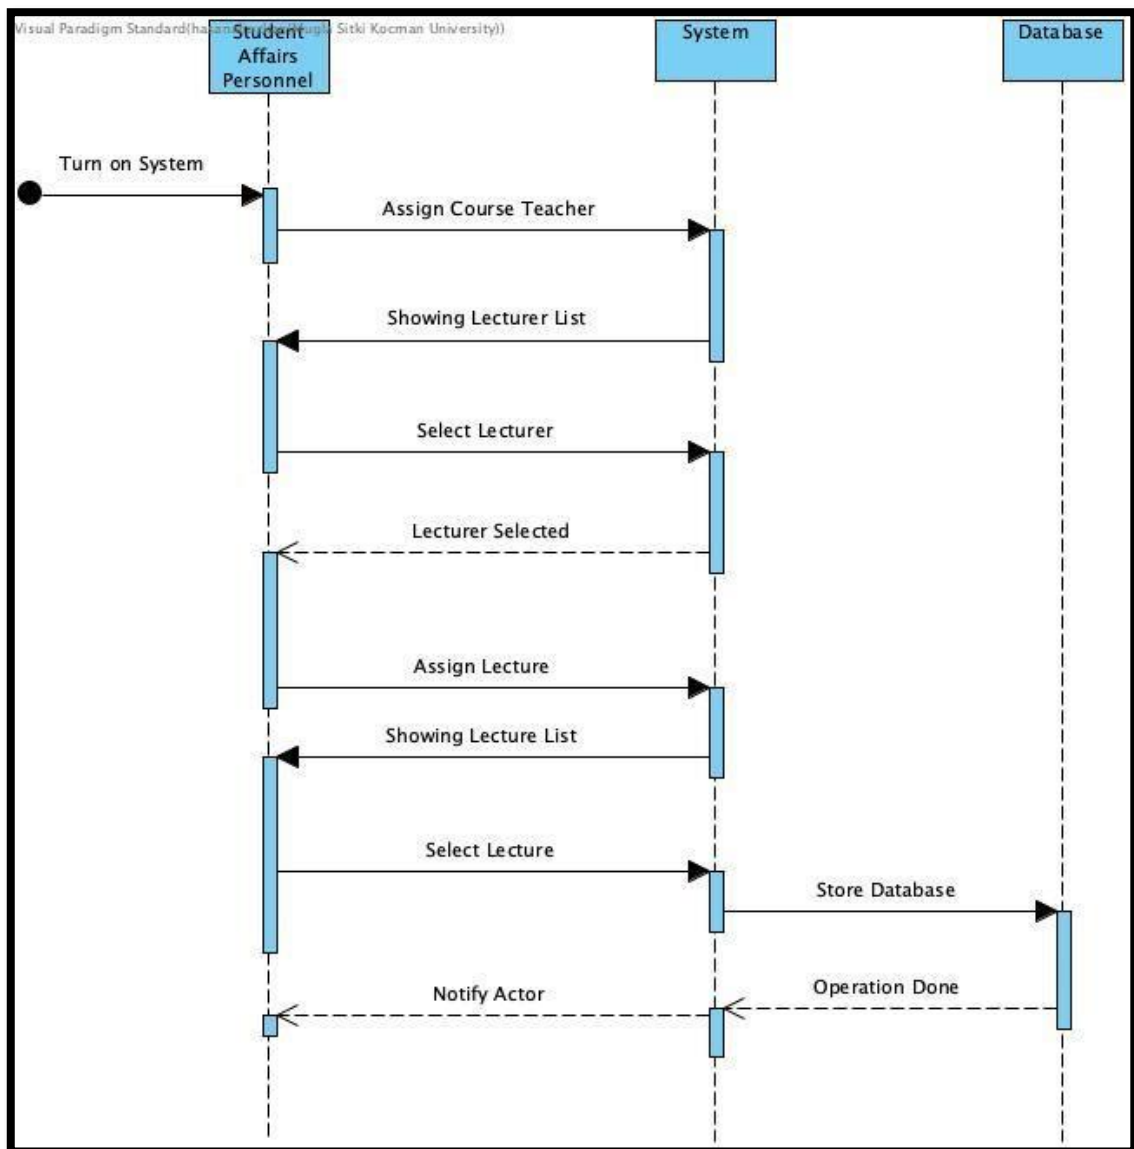 Visual Paradigm Standard( Sitki Kocman University))
Student
Affairs
Personnel
System
Database
Turn on System
Assign Course Teacher
Showing Lecturer List
Select Lecturer
Lecturer Selected
Assign Lecture
Showing Lecture List
Select Lecture
Store Database
Operation Done
Notify Actor